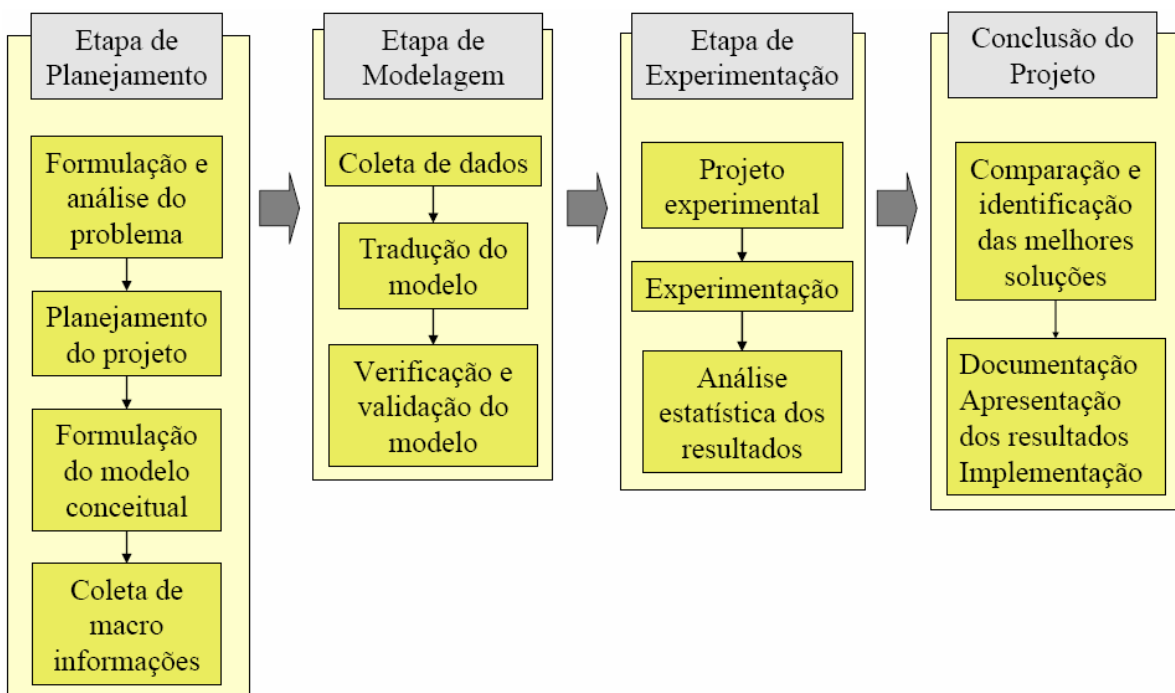 Etapa de
Planejamento
Formulação e
análise do
problema
Planejamento
do projeto
Formulação
do modelo
conceitual
Coleta de
macro
informações
Etapa de
Modelagem
Coleta de dados
Tradução do
modelo
Verificação e
validação do
modelo
Etapa de
Experimentação
Projeto
experimental
Experimentação
Análise
estatística dos
resultados
Conclusão do
Projeto
Comparação e
identificação
das melhores
soluções
Documentação
Apresentação
dos resultados
Implementação